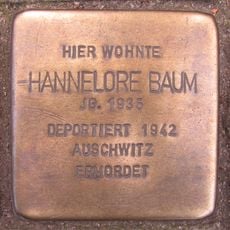 HIER WOHNTE
HANNELORE BAUM
JG. 1935
DEPORTIERT 1942
AUSCHWITZ
ERMORDET